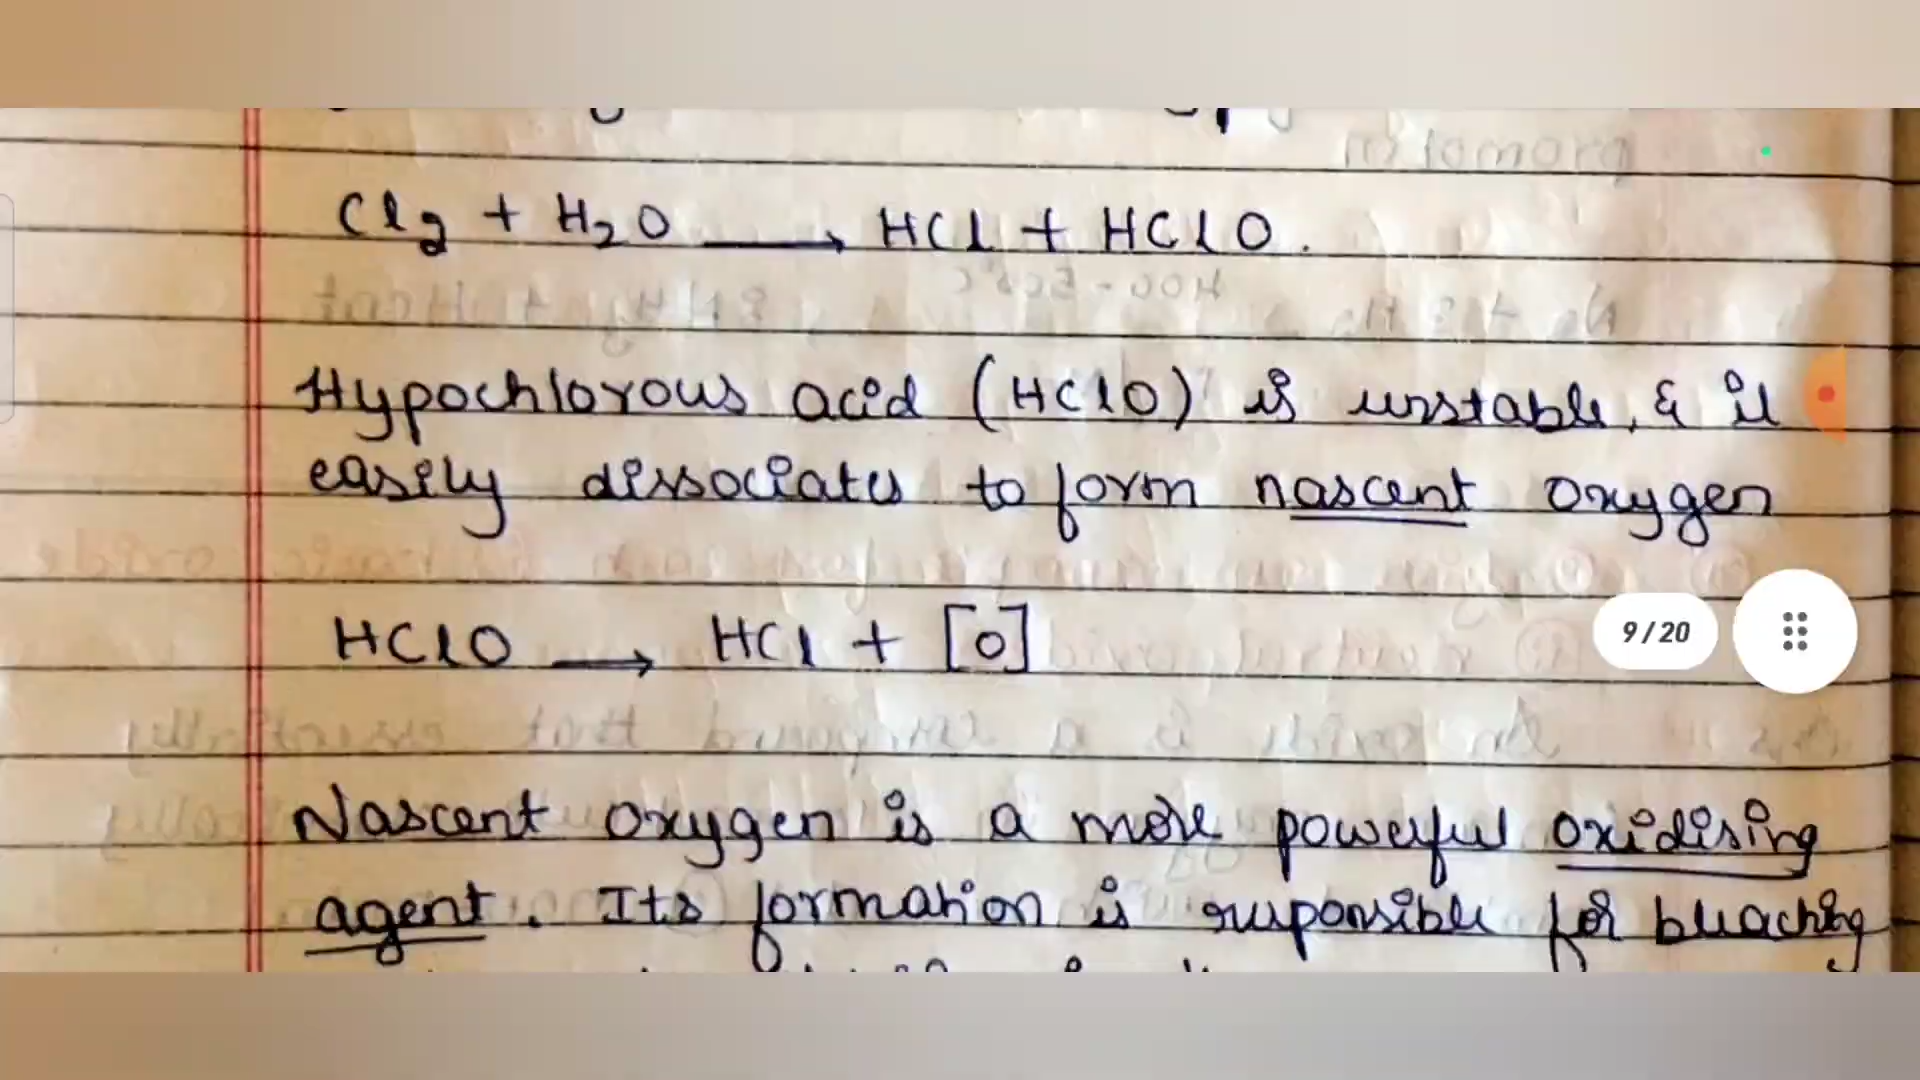 Cl2 + H2O ⟶ HCl + HClO.
Hypochlorous acid (HClO) is unstable, & it
easily dissociates to form nascent oxygen
HClO ⟶ HCl + [O]
9/20
Nascent oxygen is a more powerful oxidising
agent. Its formation is responsible for bleaching